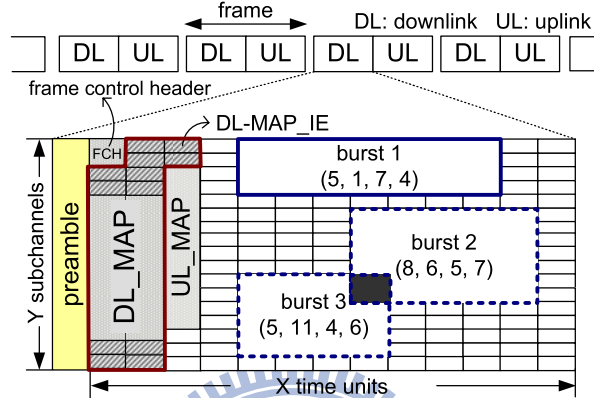 frame
DL: downlink UL: uplink
DL UL DL UL DL UL DL UL
frame control header
DL-MAP_IE
FCH
burst 1
(5, 1, 7, 4)
Y subchannels
preamble
DL_MAP
UL_MAP
burst 2
(8, 6, 5, 7)
burst 3
(5, 11, 4, 6)
X time units